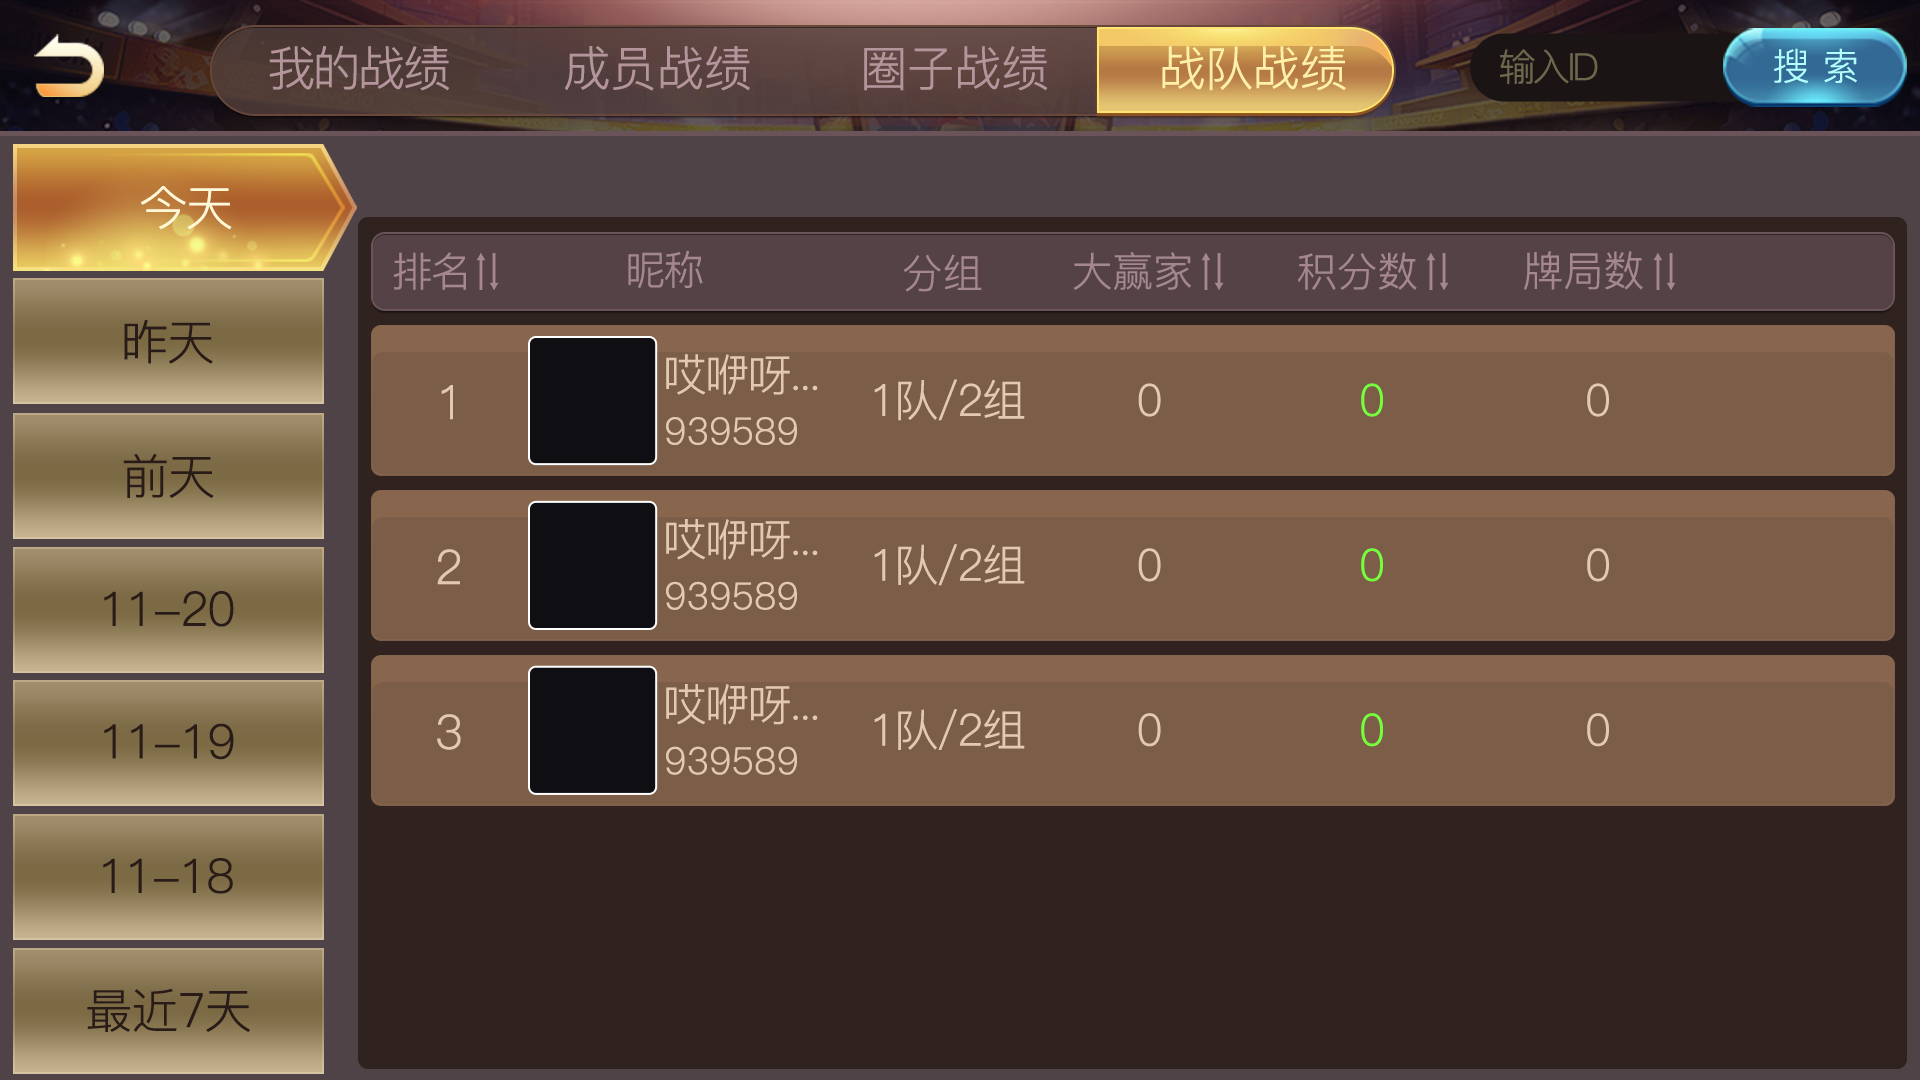 我的战绩 成员战绩 圈子战绩 战队战绩 输入ID 搜索
今天
昨天
前天
11-20
11-19
11-18
最近7天
排名 昵称 分组 大赢家 积分数 牌局数
1 哎咿呀... 939589 1队/2组 0 0 0
2 哎咿呀... 939589 1队/2组 0 0 0
3 哎咿呀... 939589 1队/2组 0 0 0